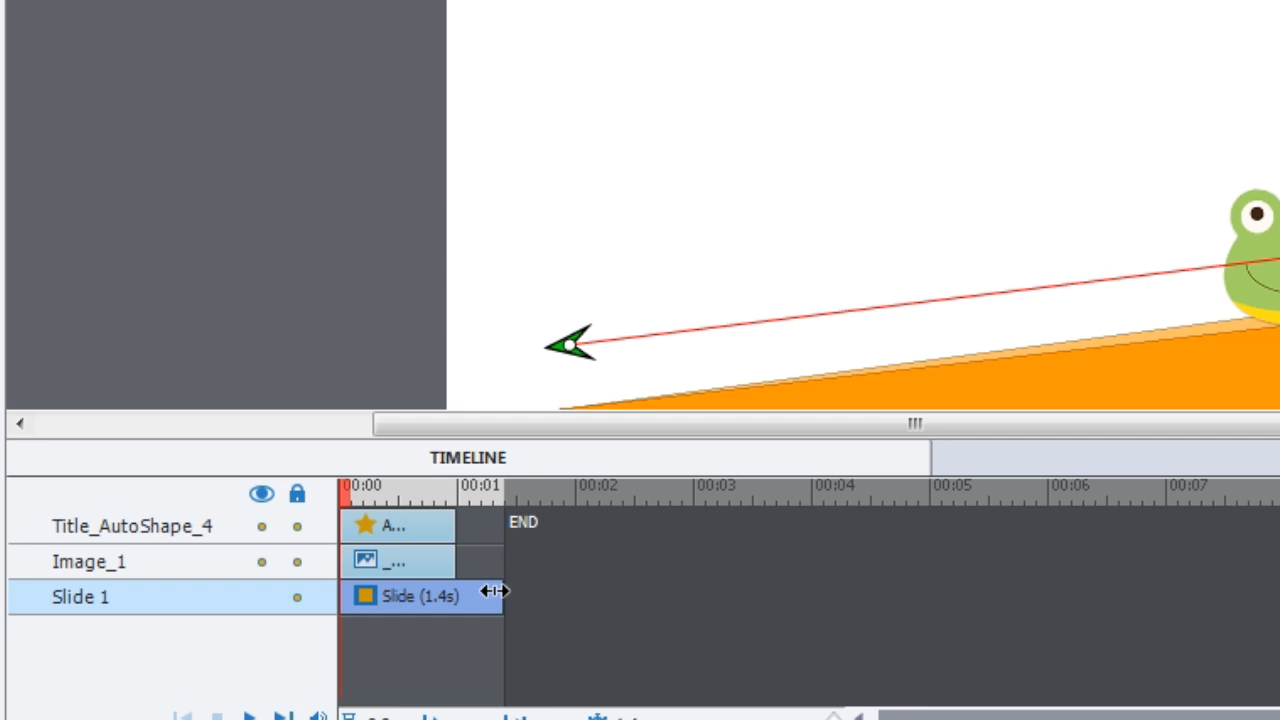 TIMELINE
00:00 00:01 00:02 00:03 00:04 00:05 00:06 00:07
Title_AutoShape_4 A... END
Image_1 _...
Slide 1 Slide (1.4s)